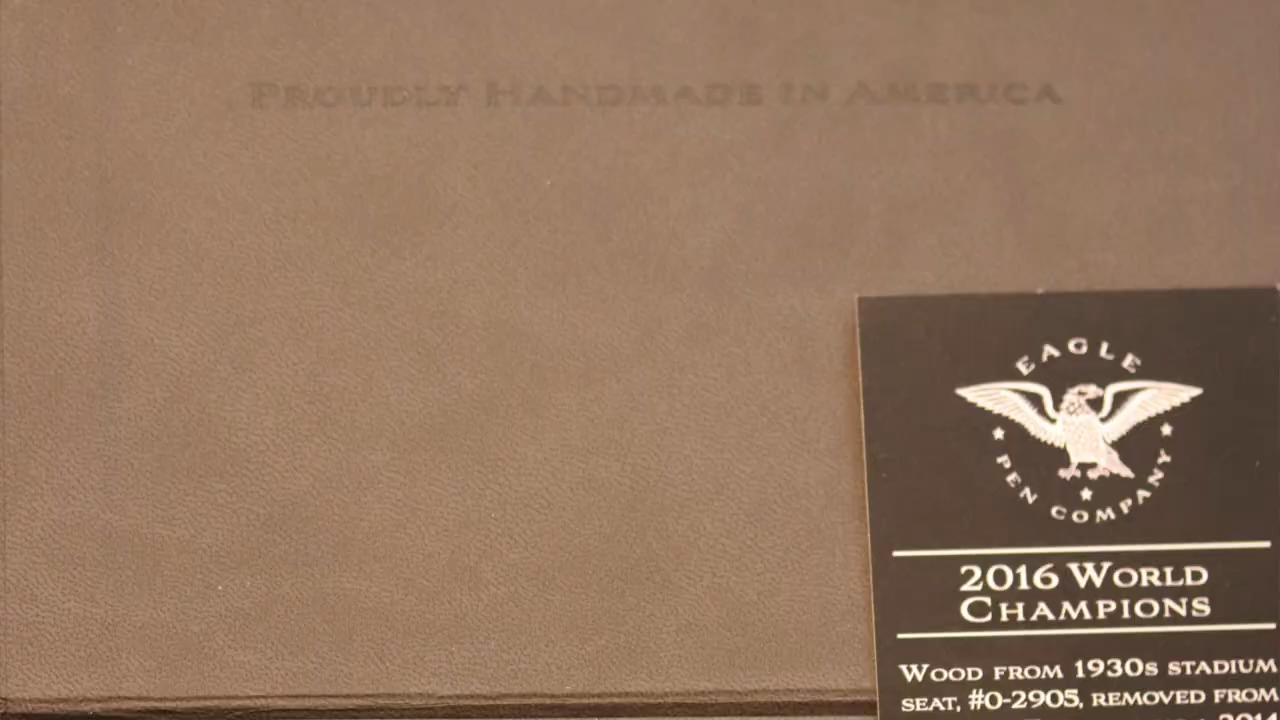 PROUDLY HANDMADE IN AMERICA
EAGLE
PEN COMPANY
2016 WORLD
CHAMPIONS
WOOD FROM 1930S STADIUM
SEAT, #0-2905, REMOVED FROM